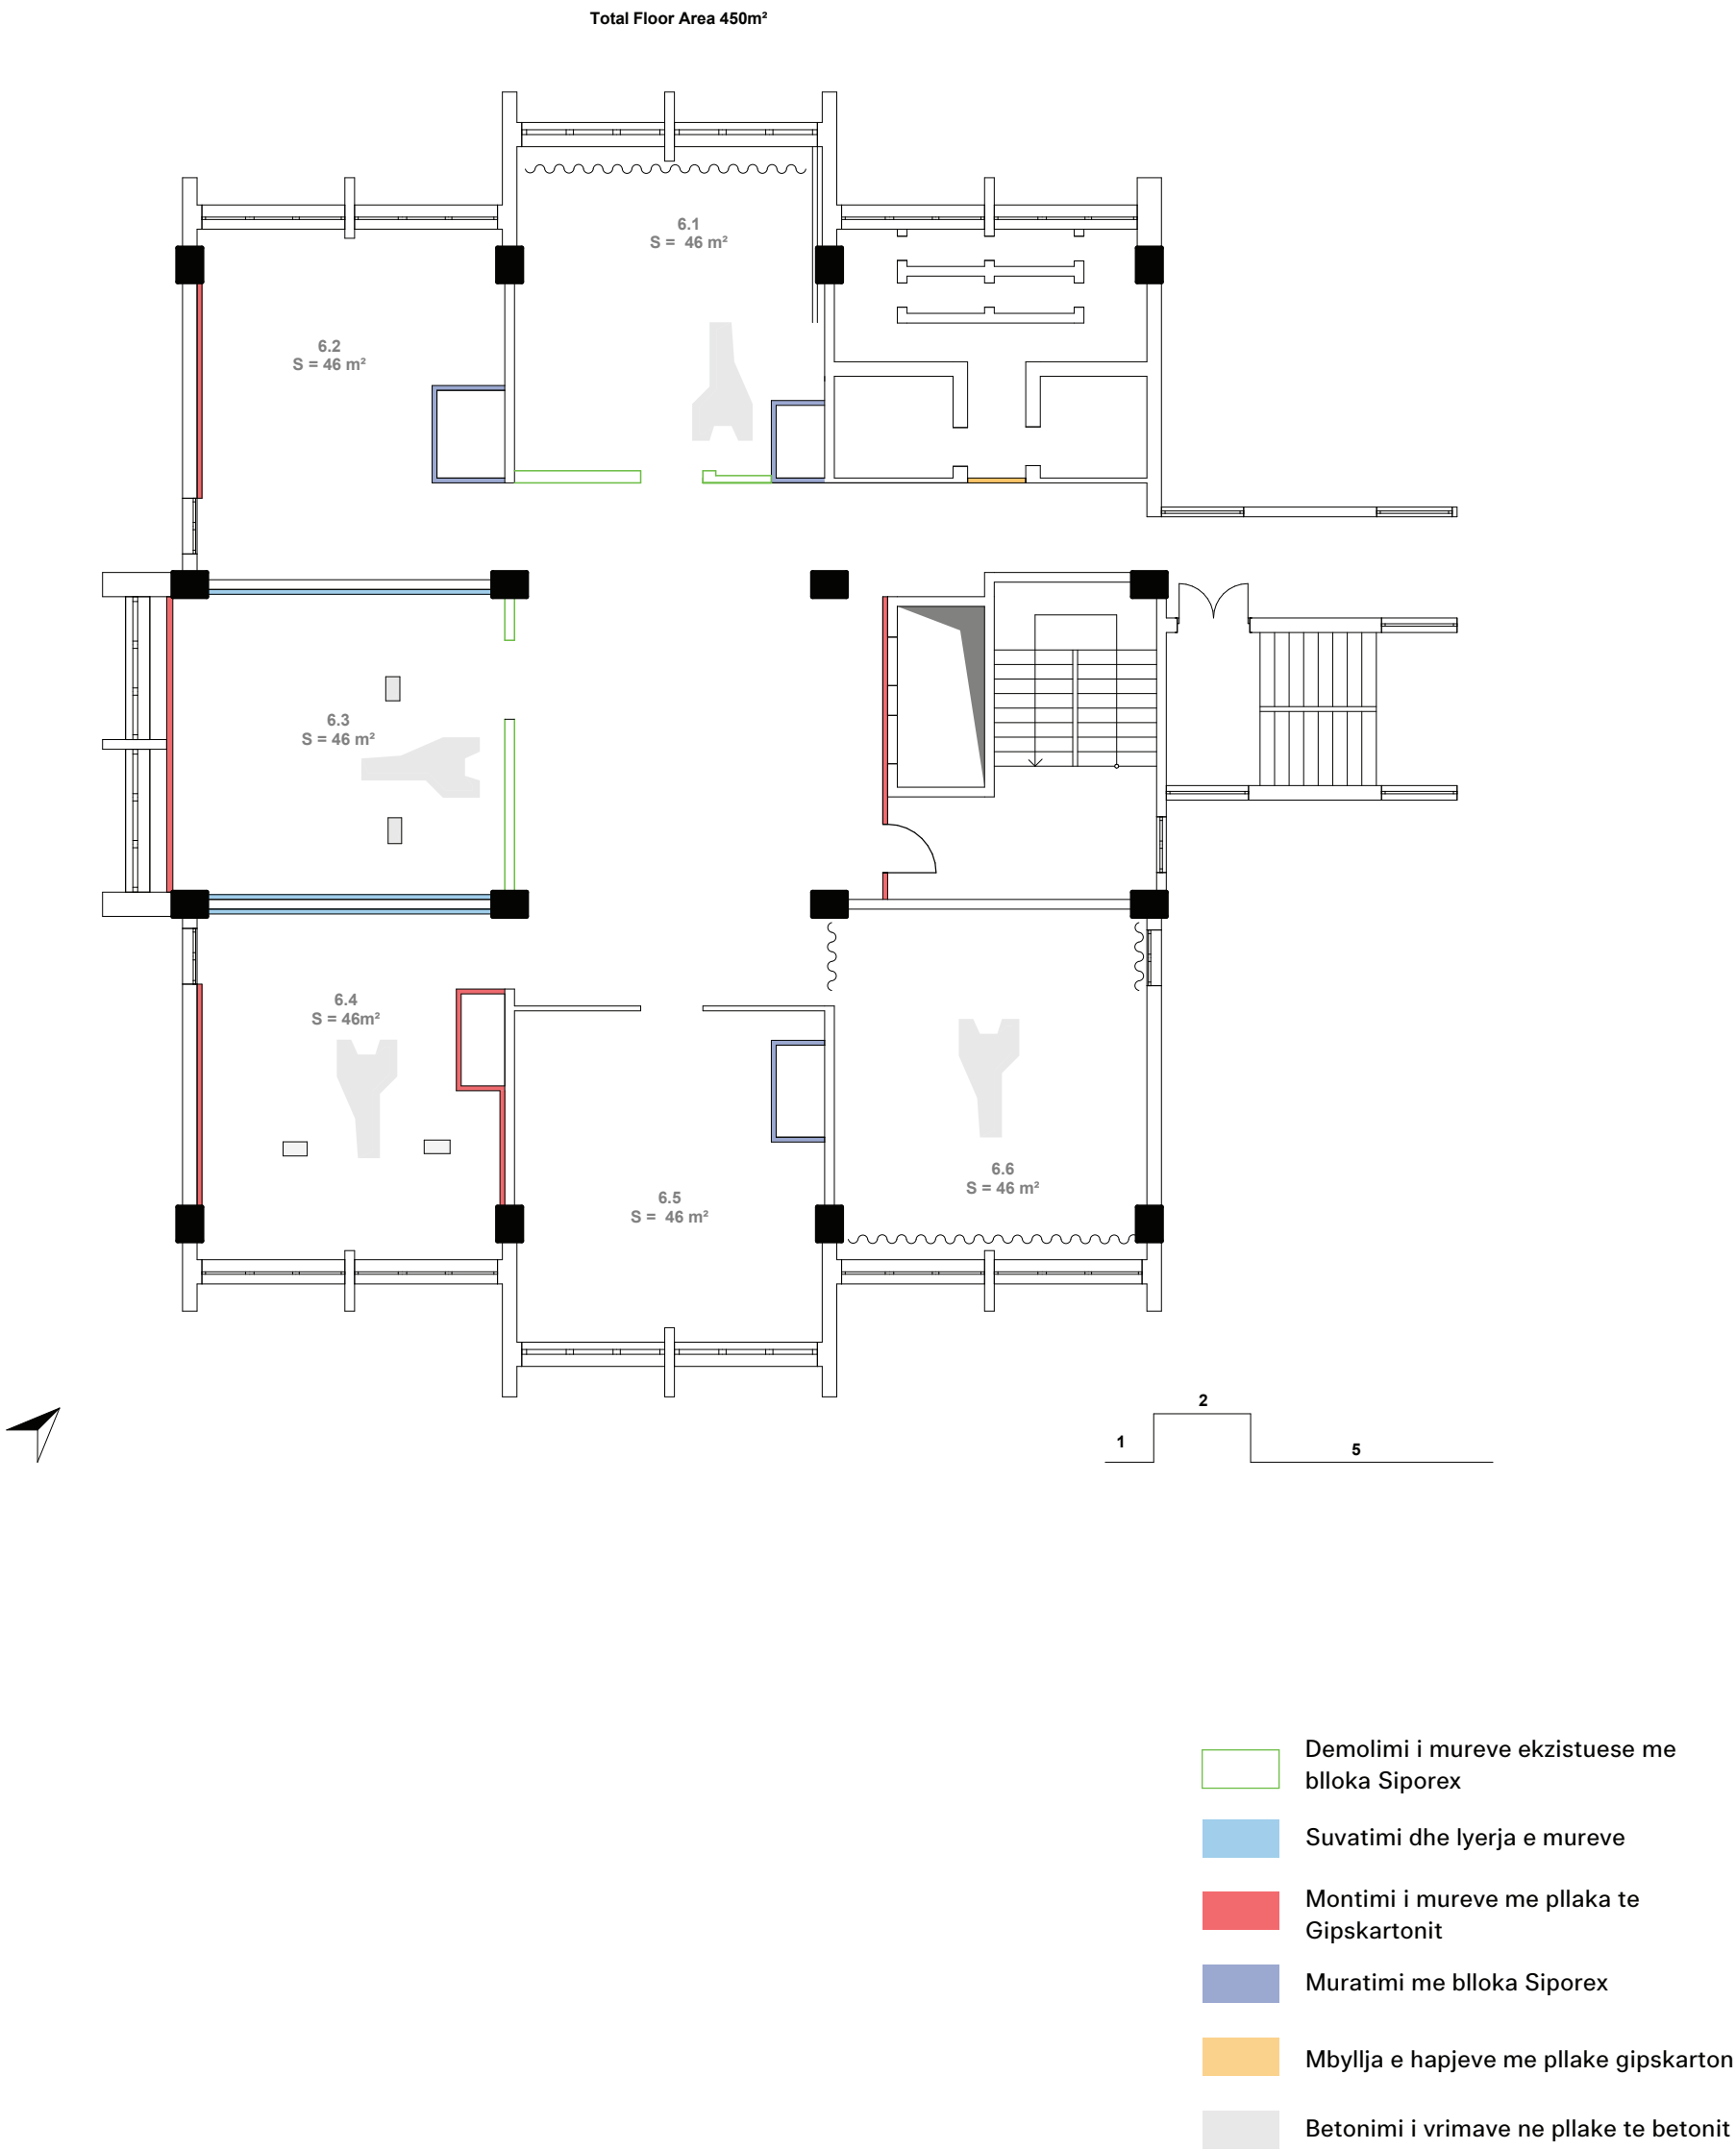 Total Floor Area 450m²
6.1
S = 46 m²
6.2
S = 46 m²
6.3
S = 46 m²
6.4
S = 46m²
6.5
S = 46 m²
6.6
S = 46 m²
2
1
5
Demolimi i mureve ekzistuese me
blloka Siporex
Suvatimi dhe lyerja e mureve
Montimi i mureve me pllaka te
Gipskartonit
Muratimi me blloka Siporex
Mbyllja e hapjeve me pllake gipskarton
Betonimi i vrimave ne pllake te betonit